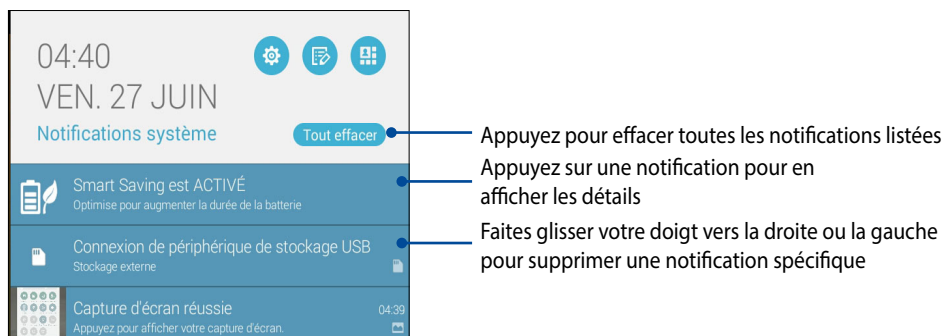 04:40
VEN. 27 JUIN
Notifications système
Tout effacer
Appuyez pour effacer toutes les notifications listées
Smart Saving est ACTIVÉ
Optimise pour augmenter la durée de la batterie
Appuyez sur une notification pour en
afficher les détails
Connexion de périphérique de stockage USB
Stockage externe
Faites glisser votre doigt vers la droite ou la gauche
pour supprimer une notification spécifique
Capture d'écran réussie
04:39
Appuyez pour afficher votre capture d'écran.